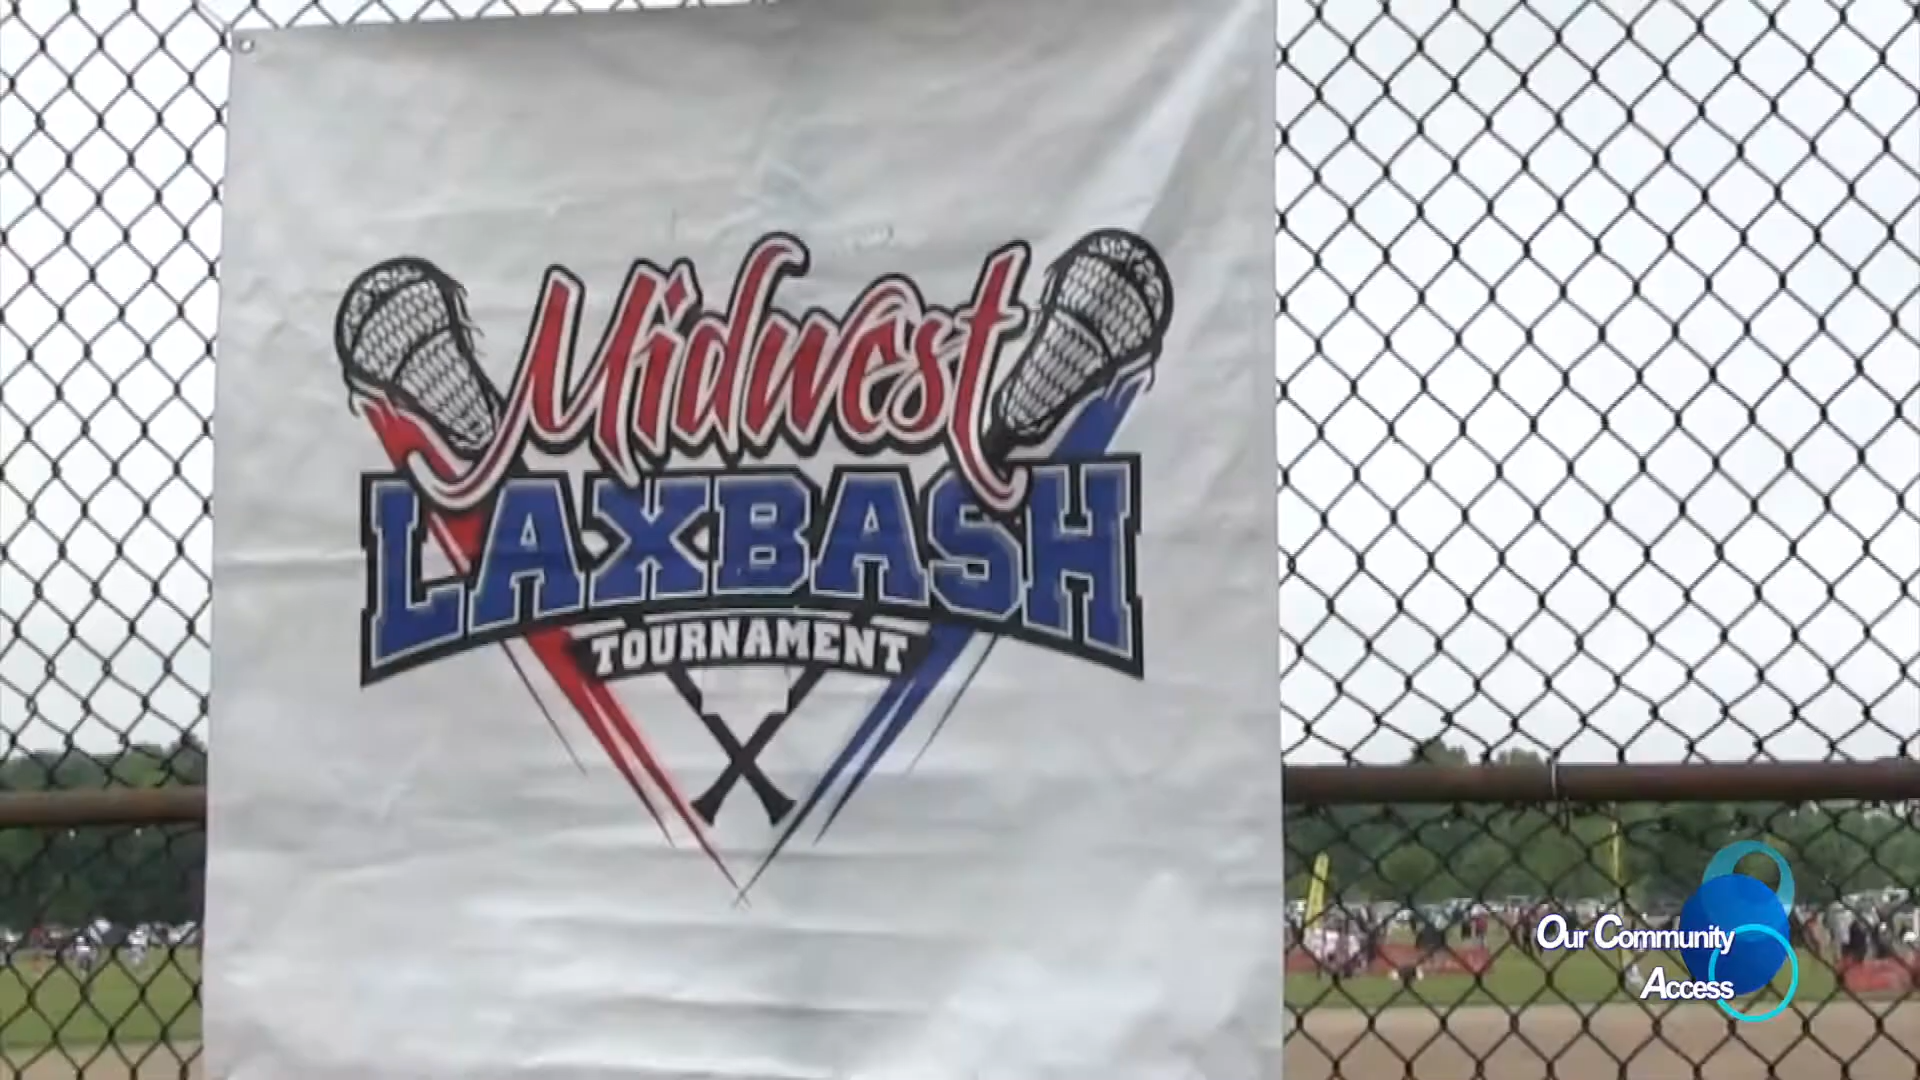 Midwest
LAXBASH
TOURNAMENT
Our Community
Access